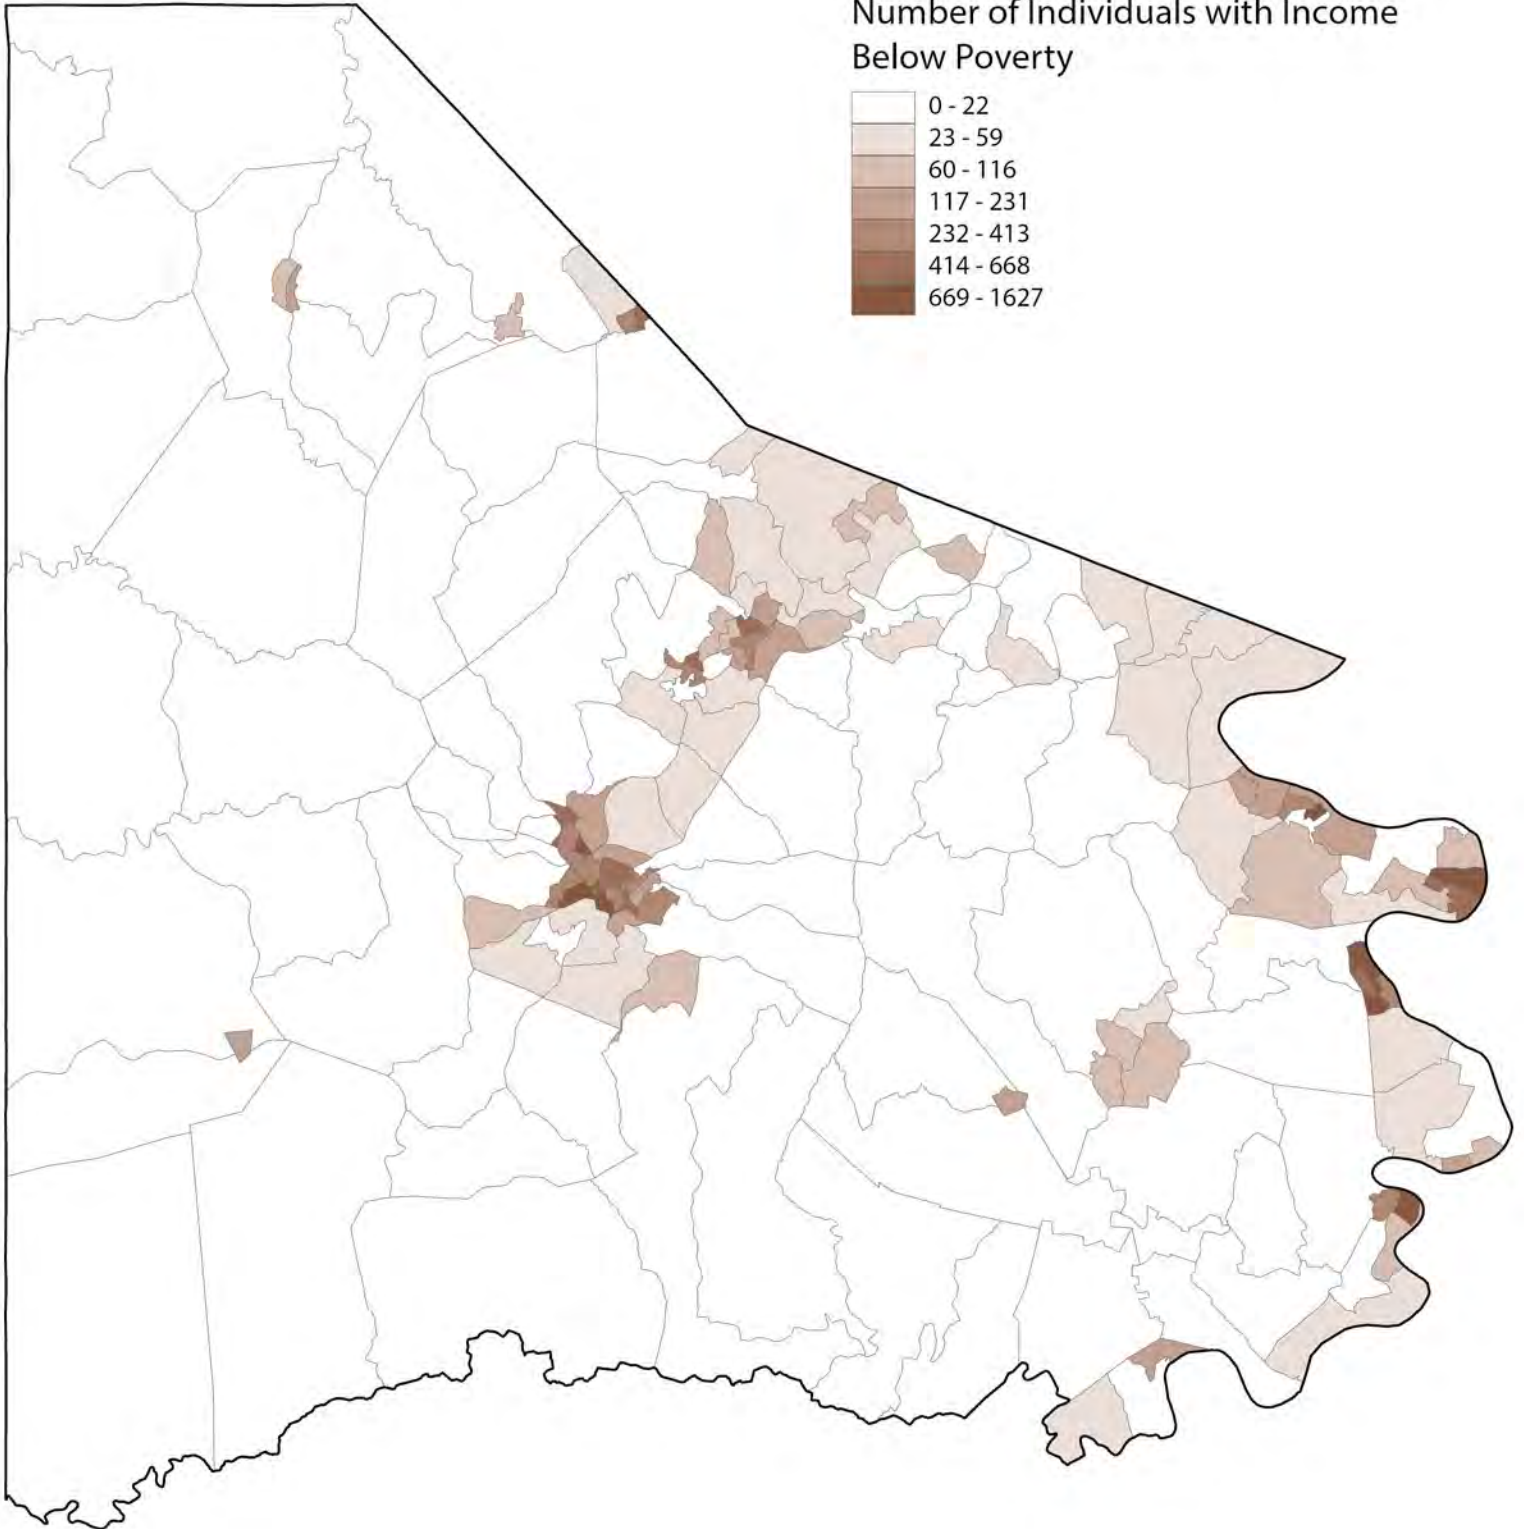 Number of Individuals with Income
Below Poverty
0 - 22
23 - 59
60 - 116
117 - 231
232 - 413
414 - 668
669 - 1627